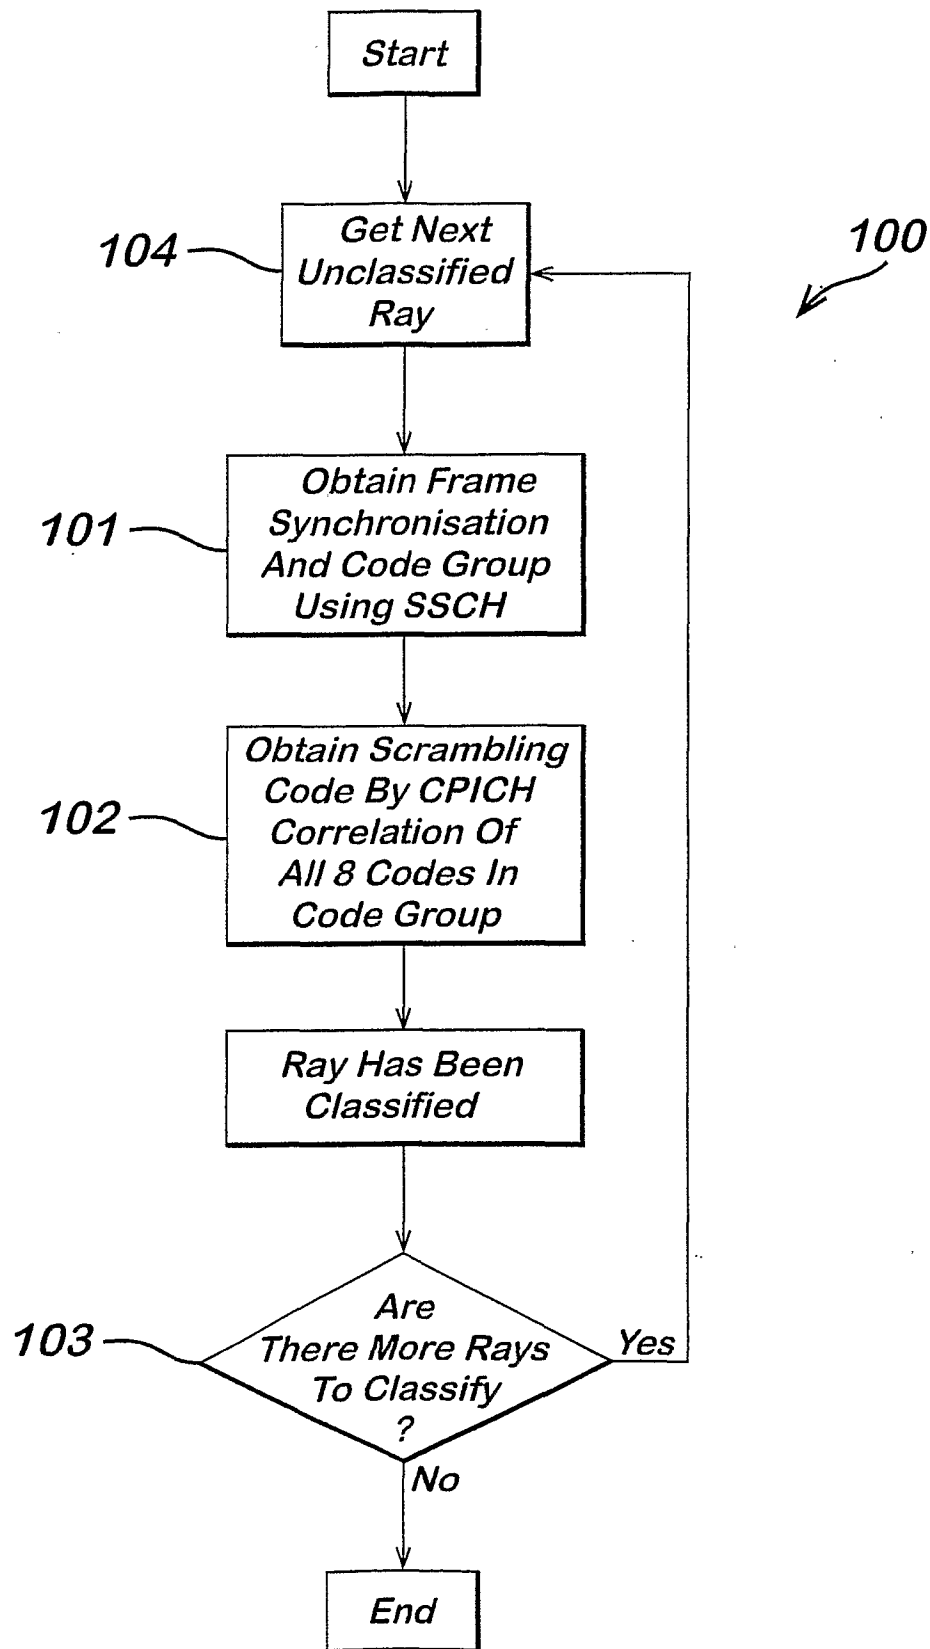 Start
104
Get Next
Unclassified
Ray
100
101
Obtain Frame
Synchronisation
And Code Group
Using SSCH
102
Obtain Scrambling
Code By CPICH
Correlation Of
All 8 Codes In
Code Group
Ray Has Been
Classified
103
Are
There More Rays
To Classify
?
Yes
No
End